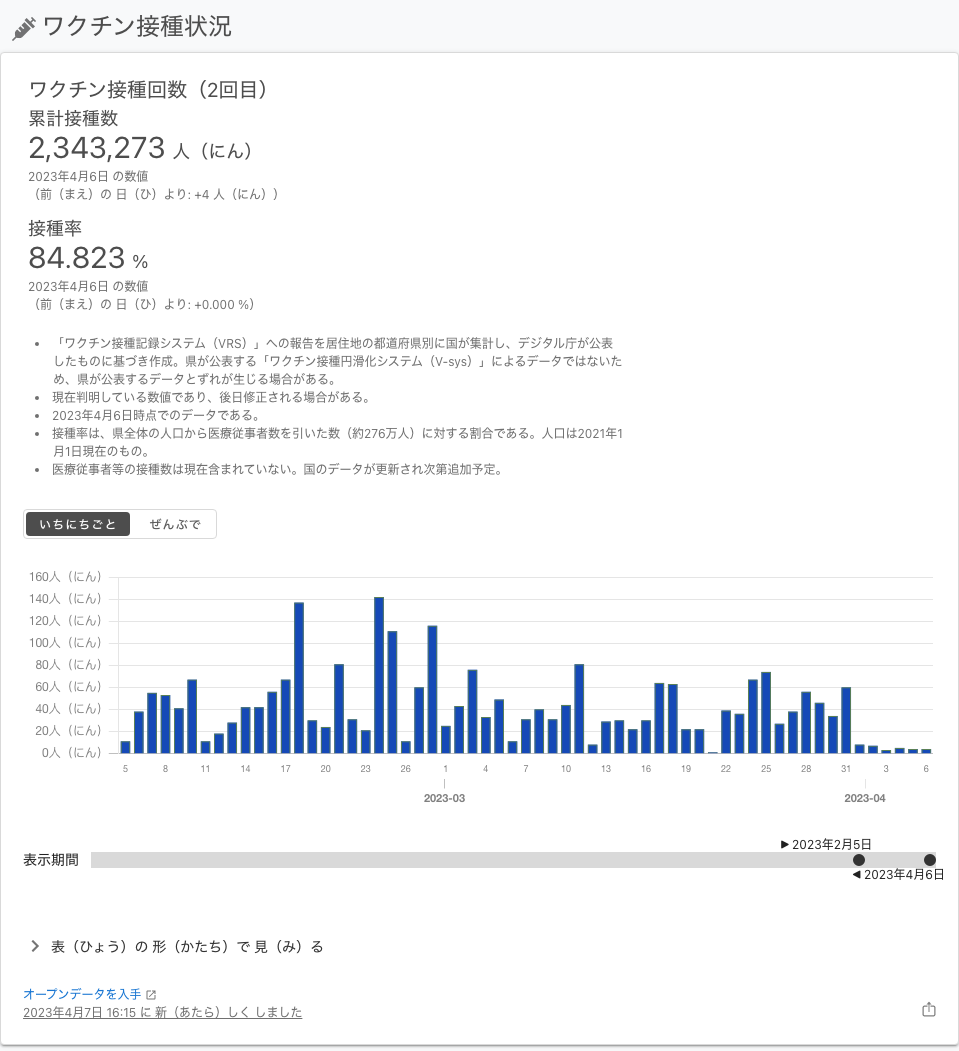 ワクチン接種状況
ワクチン接種回数（2回目）
累計接種数
2,343,273 人（にん）
2023年4月6日 の数値
（前（まえ）の 日（ひ）より: +4 人（にん））
接種率
84.823 %
2023年4月6日 の数値
（前（まえ）の 日（ひ）より: +0.000 %）
• 「ワクチン接種記録システム（VRS）」への報告を居住地の都道府県別に国が集計し、デジタル庁が公表
したものに基づき作成。県が公表する「ワクチン接種円滑化システム（V-sys）」によるデータではないた
め、県が公表するデータとずれが生じる場合がある。
• 現在判明している数値であり、後日修正される場合がある。
• 2023年4月6日時点でのデータである。
• 接種率は、県全体の人口から医療従事者数を引いた数（約276万人）に対する割合である。人口は2021年1
月1日現在のもの。
• 医療従事者等の接種数は現在含まれていない。国のデータが更新され次第追加予定。
いちにちごと ぜんぶで
160人（にん）
140人（にん）
120人（にん）
100人（にん）
80人（にん）
60人（にん）
40人（にん）
20人（にん）
0人（にん）
5 8 11 14 17 20 23 26 1 4 7 10 13 16 19 22 25 28 31 3 6
2023-03 2023-04
2023年2月5日
表示期間
2023年4月6日
表（ひょう）の 形（かたち）で 見（み）る
オープンデータを入手
2023年4月7日 16:15 に 新（あたら）しく しました